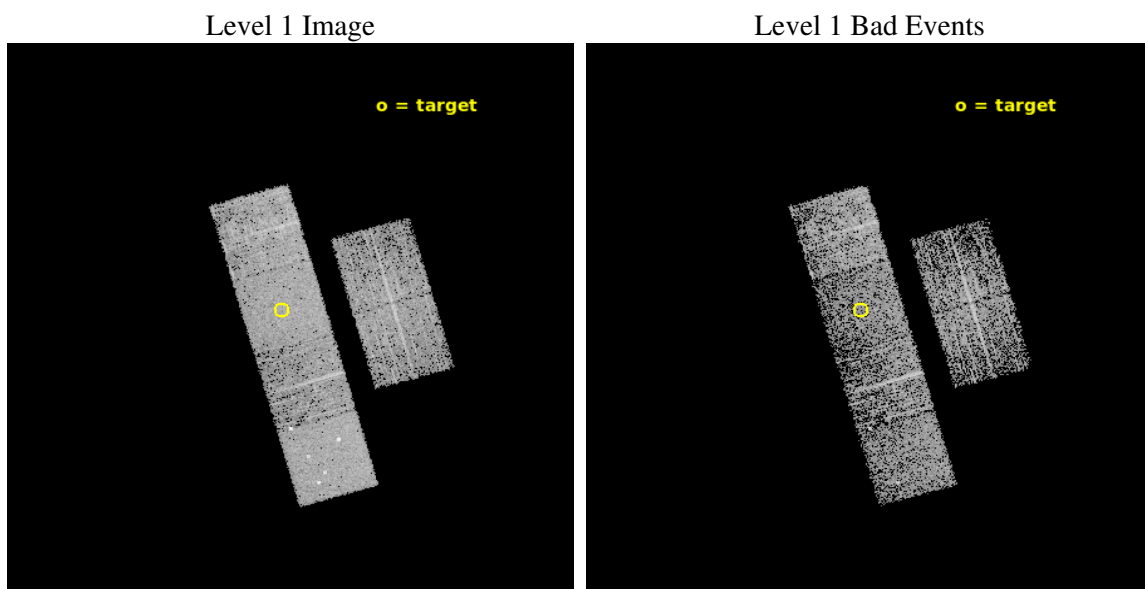 Level 1 Image
Level 1 Bad Events
o = target
o = target